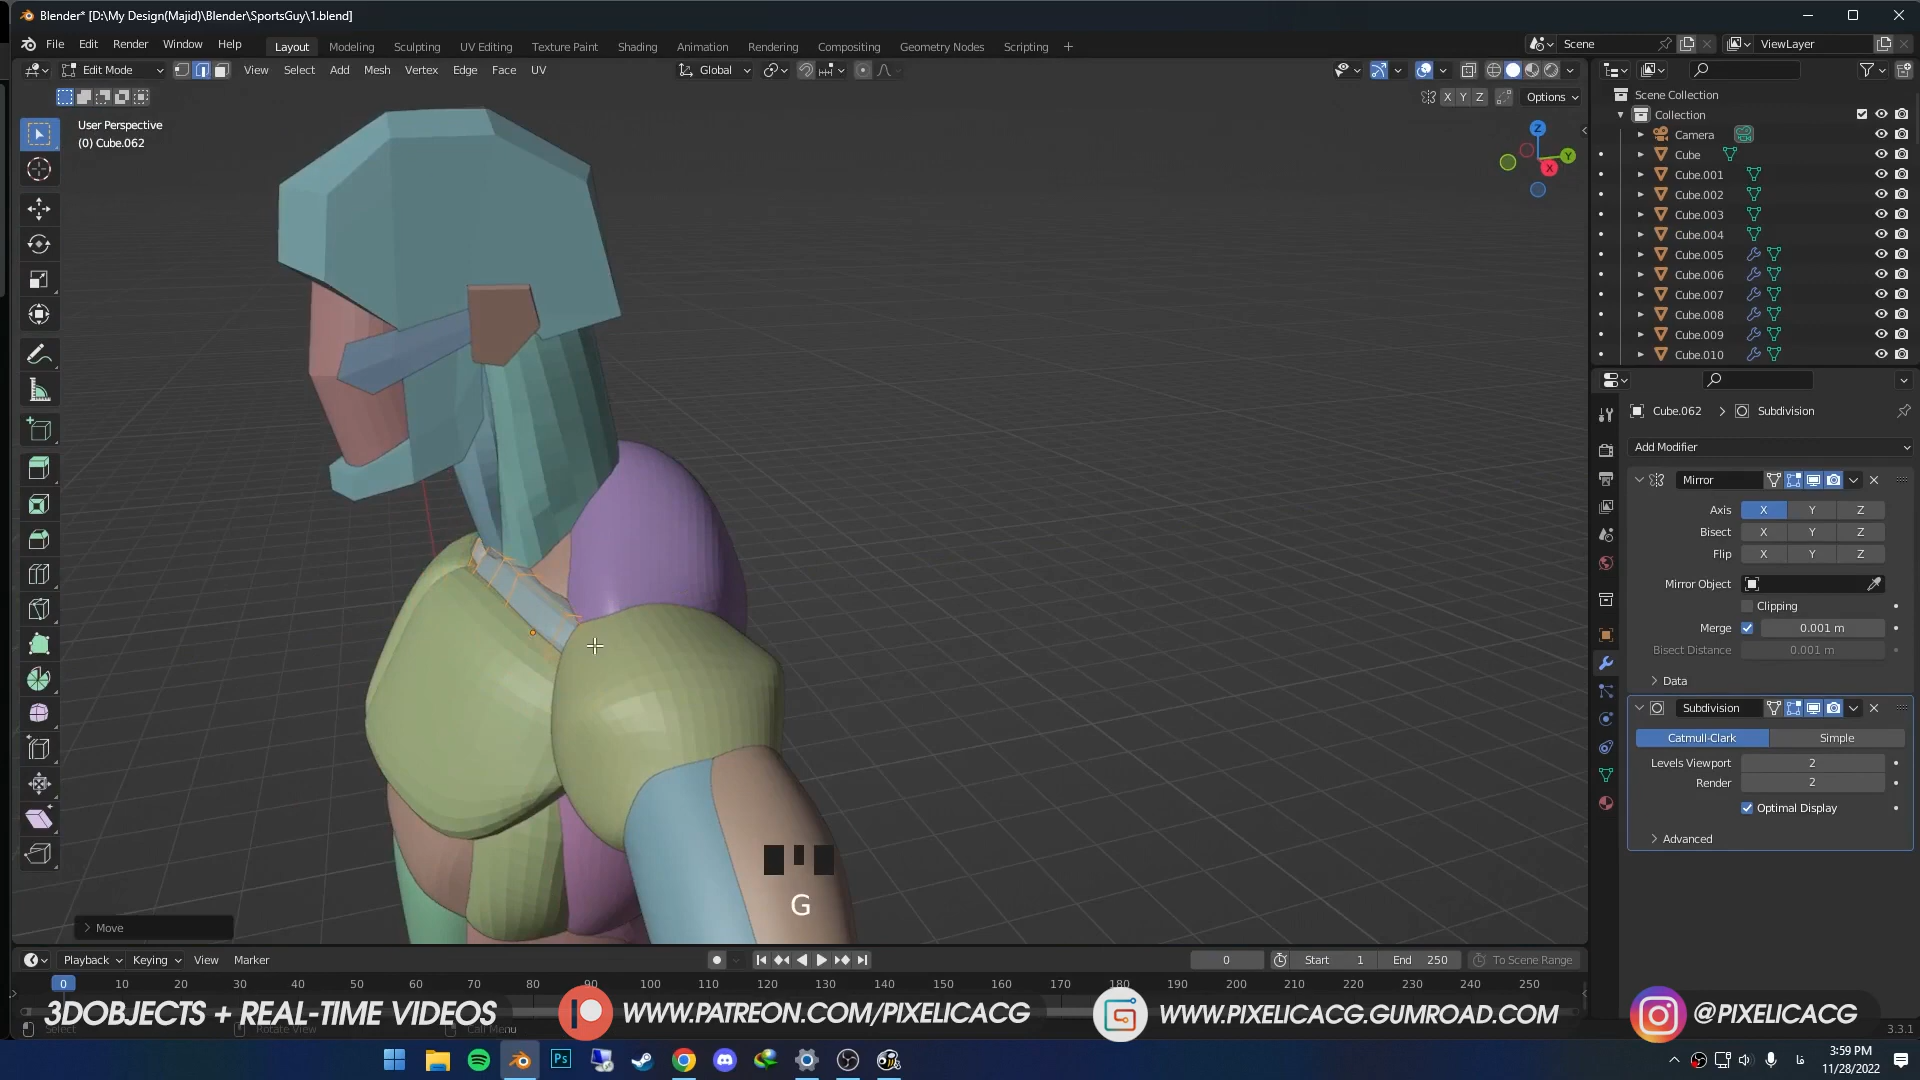 Blender* [D:\My Design(Majid)\Blender\SportsGuy\1.blend]
File Edit Render Window Help Layout Modeling Sculpting UV Editing Texture Paint Shading Animation Rendering Compositing Geometry Nodes Scripting + Scene ViewLayer
Edit Mode View Select Add Mesh Vertex Edge Face UV Global
X Y Z Options
User Perspective
(0) Cube.062
Z Y X
Scene Collection
Collection
Camera
Cube
Cube.001
Cube.002
Cube.003
Cube.004
Cube.005
Cube.006
Cube.007
Cube.008
Cube.009
Cube.010
Cube.062 > Subdivision
Add Modifier
Mirror
Axis X Y Z
Bisect X Y Z
Flip X Y Z
Mirror Object
Clipping
Merge 0.001 m
Bisect Distance 0.001 m
Data
Subdivision
Catmull-Clark Simple
Levels Viewport 2
Render 2
Optimal Display
Advanced
G
Move
Playback Keying View Marker 0 Start 1 End 250 To Scene Range
0 10 20 30 40 50 60 70 80 90 100 110 120 130 140 150 160 170 180 190 200 210 220 230 240 250
3DOBJECTS + REAL-TIME VIDEOS WWW.PATREON.COM/PIXELICACG WWW.PIXELICACG.GUMROAD.COM @PIXELICACG
Select Rotate View Call Menu 3.3.1
Ps فا 3:59 PM
11/28/2022